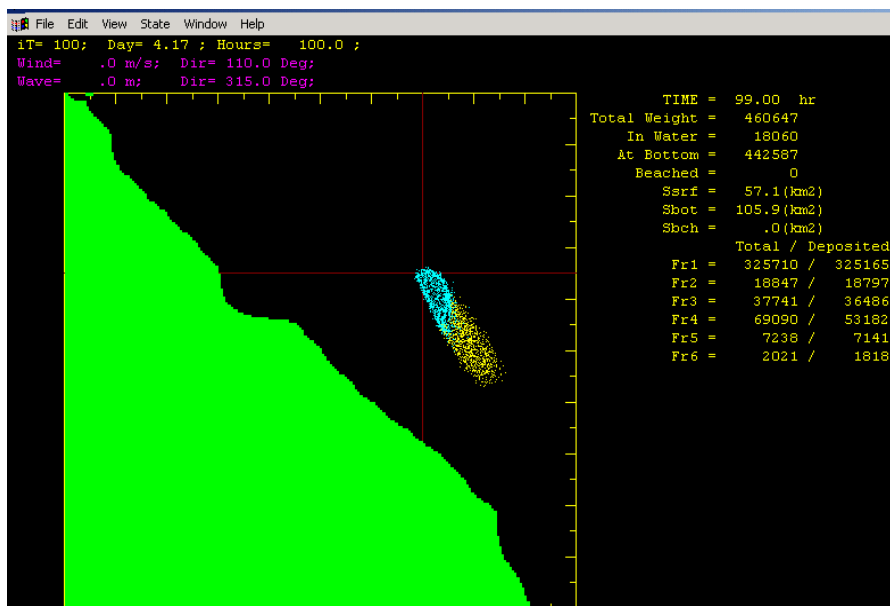 File Edit View State Window Help
iT= 100; Day= 4.17 ; Hours= 100.0 ;
Wind= .0 m/s; Dir= 110.0 Deg;
Wave= .0 m; Dir= 315.0 Deg;
TIME = 99.00 hr
Total Weight = 460647
In Water = 18060
At Bottom = 442587
Beached = 0
Ssrf = 57.1(km2)
Sbot = 105.9(km2)
Sbch = .0(km2)
Total / Deposited
Fr1 = 325710 / 325165
Fr2 = 18847 / 18797
Fr3 = 37741 / 36486
Fr4 = 69090 / 53182
Fr5 = 7238 / 7141
Fr6 = 2021 / 1818